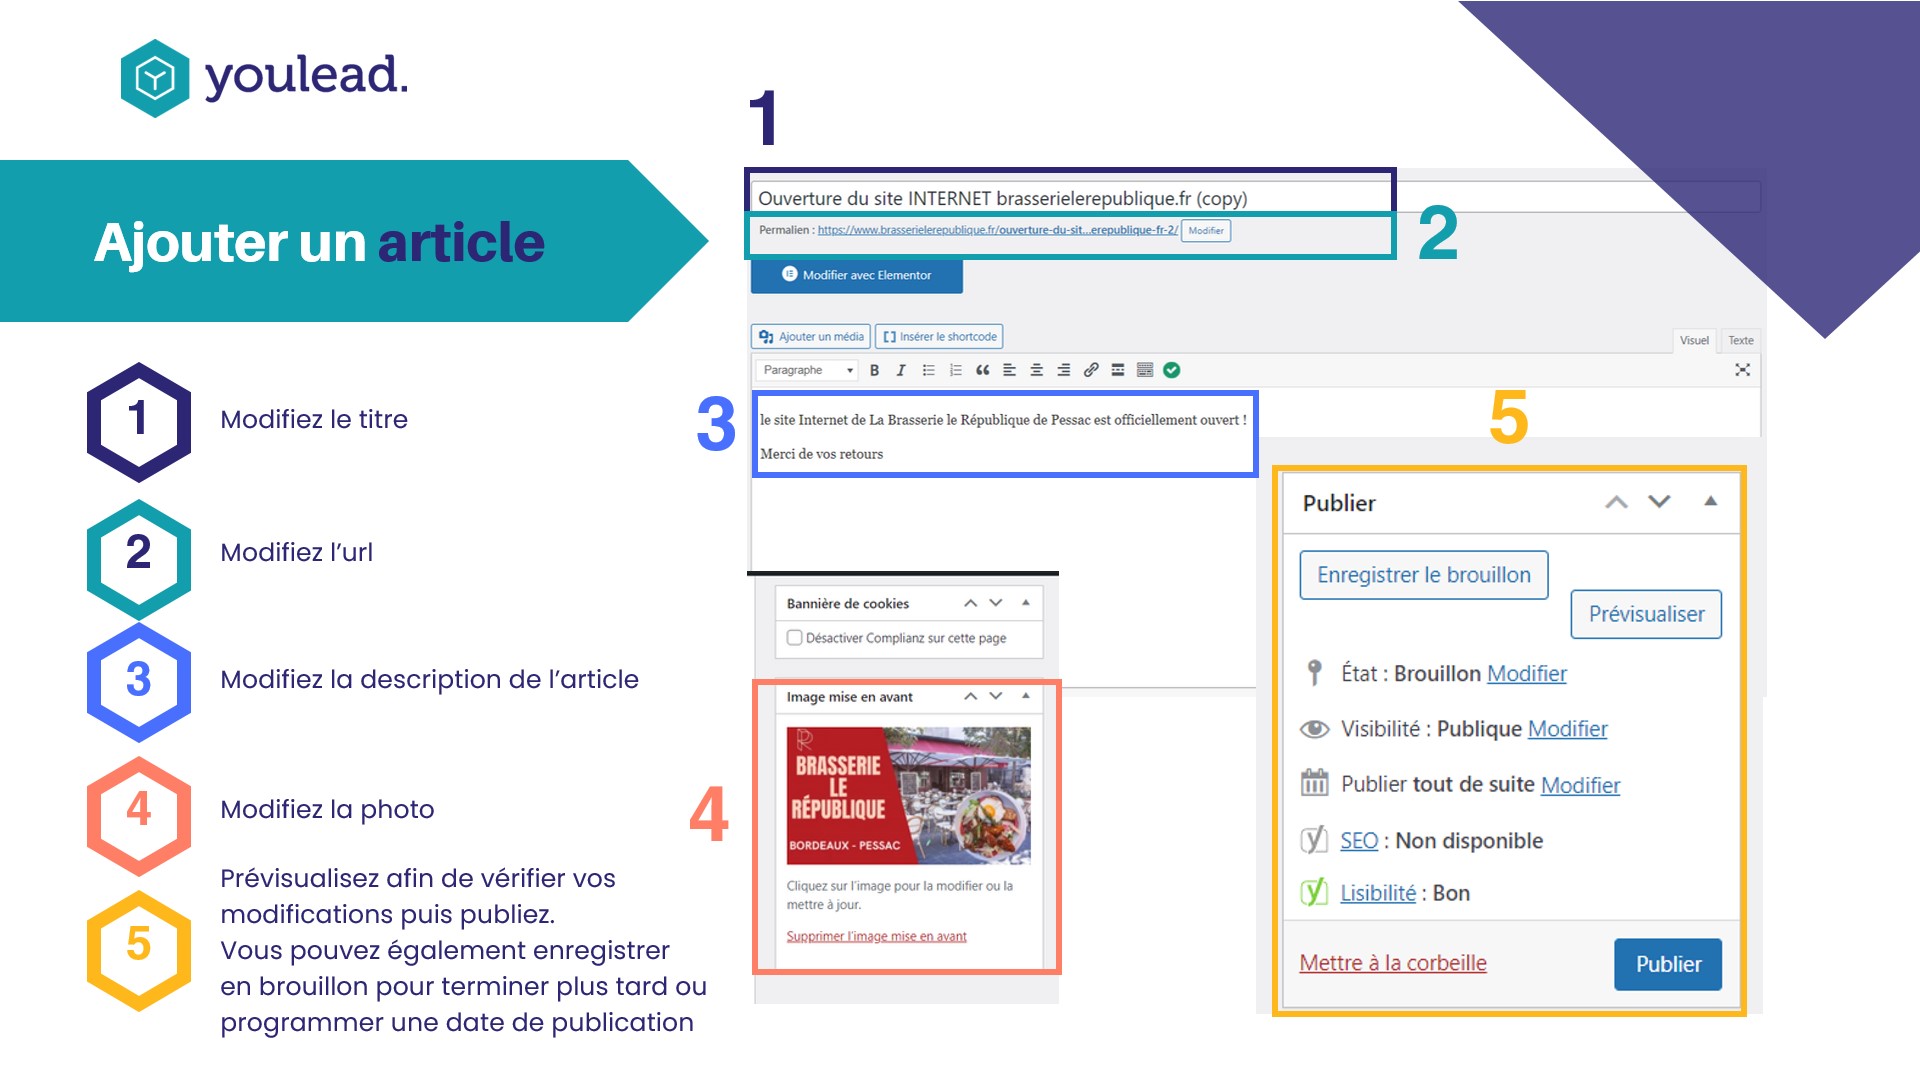 youlead.
Ajouter un article
1
Modifiez le titre
2
Modifiez l'url
3
Modifiez la description de l'article
4
Modifiez la photo
5
Prévisualisez afin de vérifier vos
modifications puis publiez.
Vous pouvez également enregistrer
en brouillon pour terminer plus tard ou
programmer une date de publication
1
Ouverture du site INTERNET brasserielerepublique.fr (copy)
2
Permalien : https://www.brasserielerepublique.fr/ouverture-du-sit...erepublique-fr-2/ Modifier
Modifier avec Elementor
Ajouter un média Insérer le shortcode
Visuel Texte
Paragraphe B I
3
le site Internet de La Brasserie le République de Pessac est officiellement ouvert !
Merci de vos retours
Bannière de cookies
Désactiver Complianz sur cette page
4
Image mise en avant
BRASSERIE
LE
RÉPUBLIQUE
BORDEAUX - PESSAC
Cliquez sur l'image pour la modifier ou la
mettre à jour.
Supprimer l'image mise en avant
5
Publier
Enregistrer le brouillon
Prévisualiser
État : Brouillon Modifier
Visibilité : Publique Modifier
Publier tout de suite Modifier
SEO : Non disponible
Lisibilité : Bon
Mettre à la corbeille
Publier